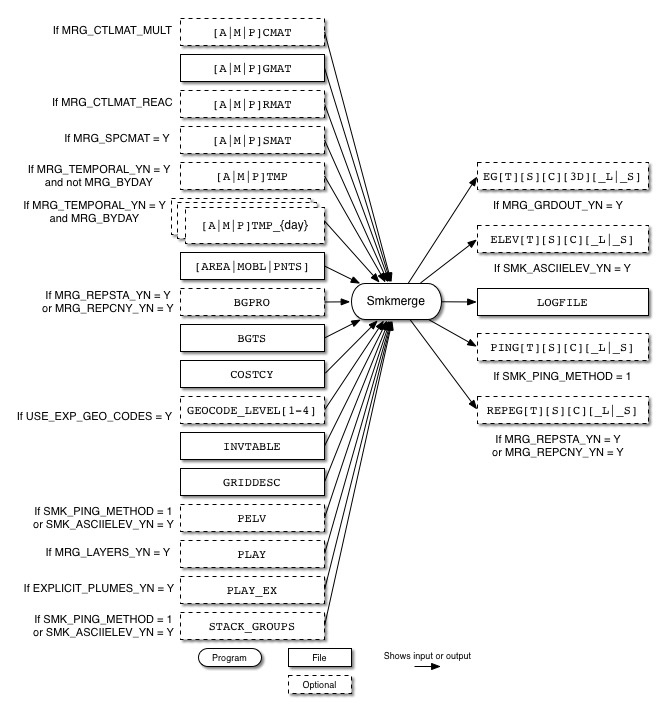 If MRG_CTLMAT_MULT
[A|M|P]CMAT
[A|M|P]GMAT
If MRG_CTLMAT_REAC
[A|M|P]RMAT
If MRG_SPCMAT = Y
[A|M|P]SMAT
If MRG_TEMPORAL_YN = Y
and not MRG_BYDAY
[A|M|P]TMP
If MRG_TEMPORAL_YN = Y
and MRG_BYDAY
[A|M|P]TMP_{day}
[AREA|MOBL|PNTS]
If MRG_REPSTA_YN = Y
or MRG_REPCNY_YN = Y
BGPRO
BGTS
COSTCY
If USE_EXP_GEO_CODES = Y
GEOCODE_LEVEL[1-4]
INVTABLE
GRIDDESC
If SMK_PING_METHOD = 1
or SMK_ASCIIELEV_YN = Y
PELV
If MRG_LAYERS_YN = Y
PLAY
If EXPLICIT_PLUMES_YN = Y
PLAY_EX
If SMK_PING_METHOD = 1
or SMK_ASCIIELEV_YN = Y
STACK_GROUPS
Smkmerge
EG[T][S][C][3D][_L|_S]
If MRG_GRDOUT_YN = Y
ELEV[T][S][C][_L|_S]
If SMK_ASCIIELEV_YN = Y
LOGFILE
PING[T][S][C][_L|_S]
If SMK_PING_METHOD = 1
REPEG[T][S][C][_L|_S]
If MRG_REPSTA_YN = Y
or MRG_REPCNY_YN = Y
Program
File
Shows input or output
Optional